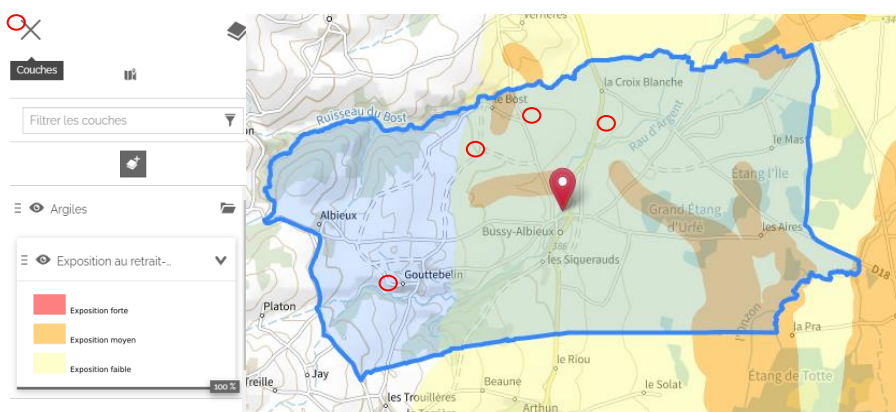 Couches
Filtrer les couches
Argiles
Exposition au retrait-...
Exposition forte
Exposition moyen
Exposition faible
100 %
Verrières
la Croix Blanche
le Bost
Ruisseau du Bost
Rau d'Argent
le Mas
Étang l'Île
Albieux
Grand Étang
d'Urfé
Bussy-Albieux
386
les Aires
les Siquerauds
Gouttebelin
D18
Platon
l'Onzon
la Pra
le Riou
Jay
Treille
Beaune
le Solat
Étang de Totte
les Trouillères
Arthun